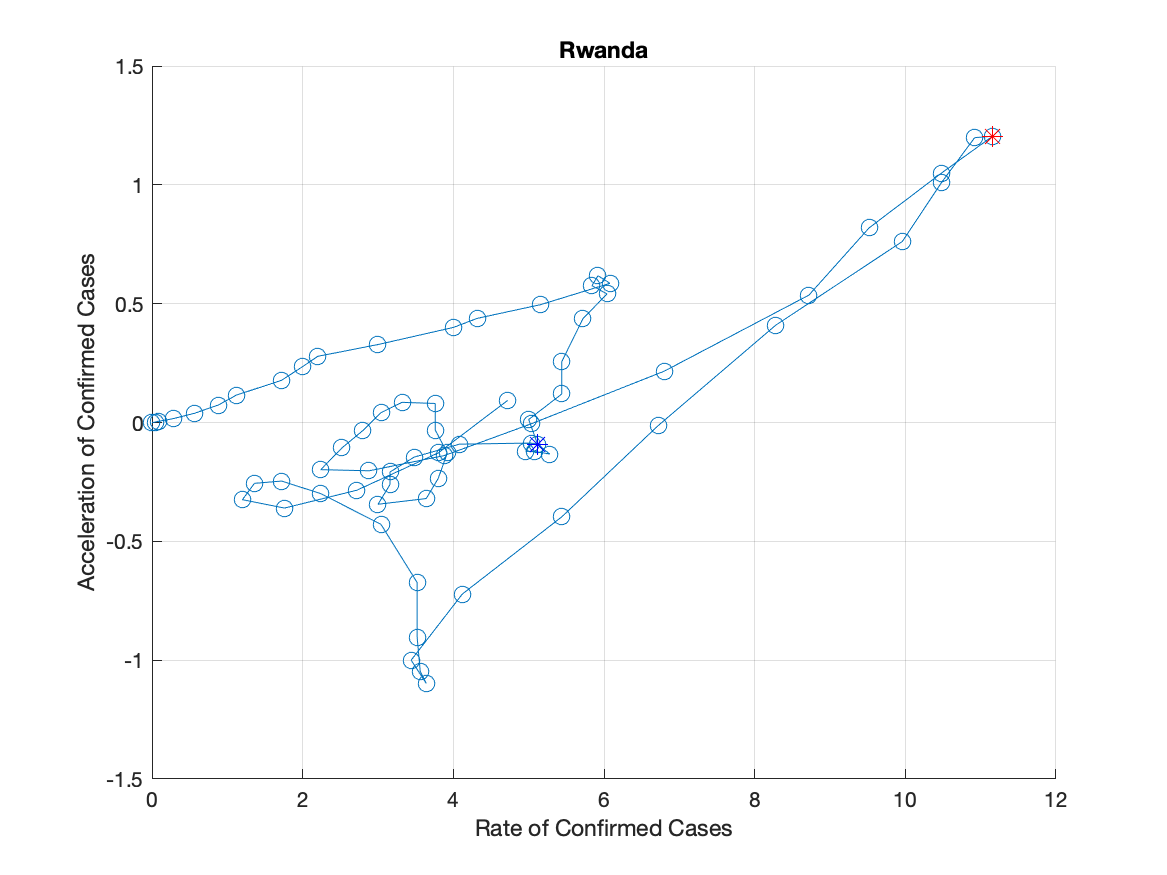 Rwanda
1.5
1
0.5
0
-0.5
-1
-1.5
0 2 4 6 8 10 12
Acceleration of Confirmed Cases
Rate of Confirmed Cases